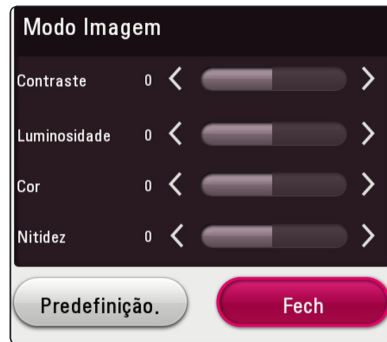 Modo Imagem
Contraste 0
Luminosidade 0
Cor 0
Nitidez 0
Predefinição. Fech